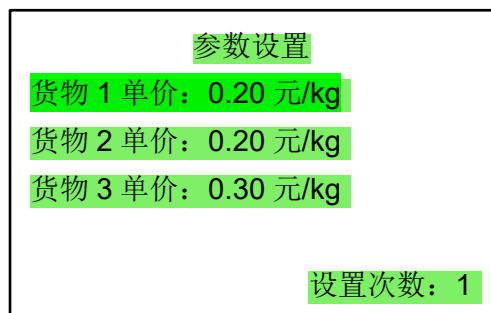 参数设置
货物 1 单价：0.20 元/kg
货物 2 单价：0.20 元/kg
货物 3 单价：0.30 元/kg
设置次数：1